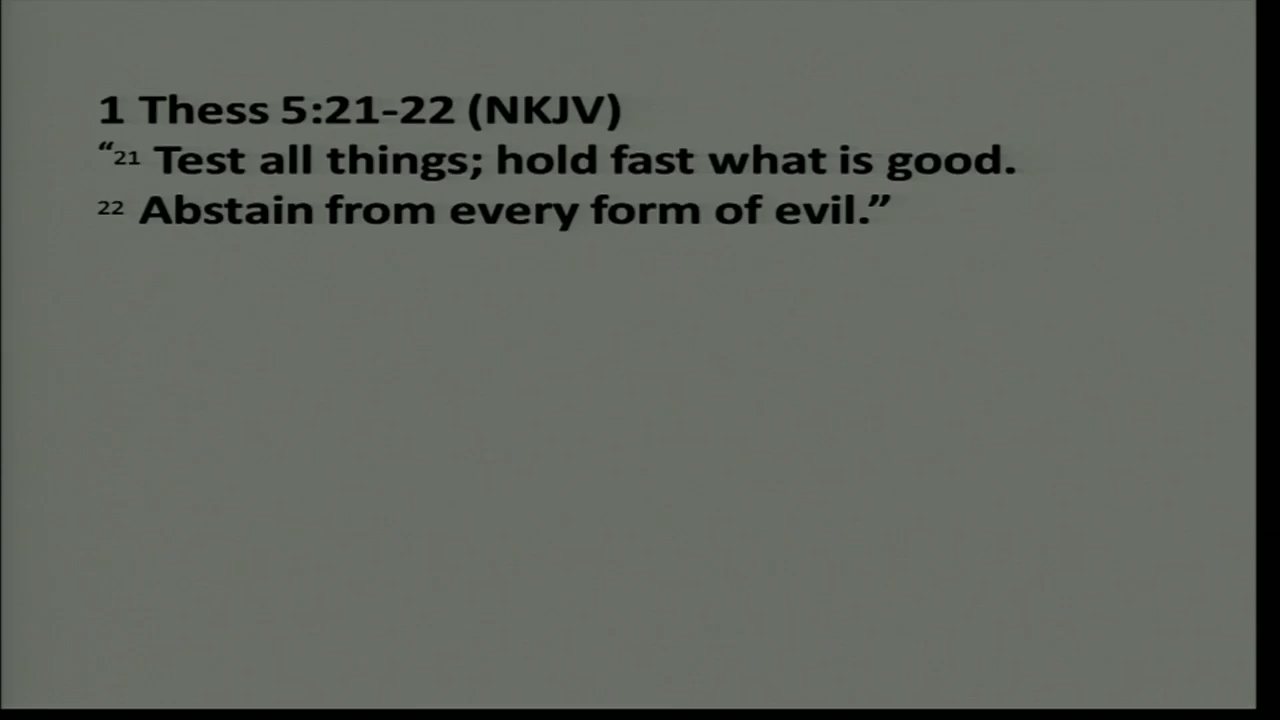 1 Thess 5:21-22 (NKJV)
“21 Test all things; hold fast what is good.
22 Abstain from every form of evil.”